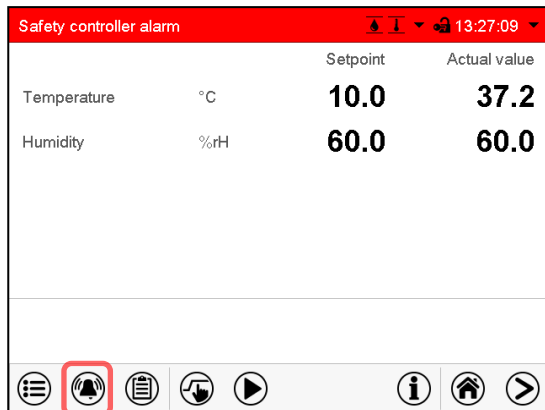 Safety controller alarm 13:27:09
Setpoint Actual value
Temperature °C 10.0 37.2
Humidity %rH 60.0 60.0